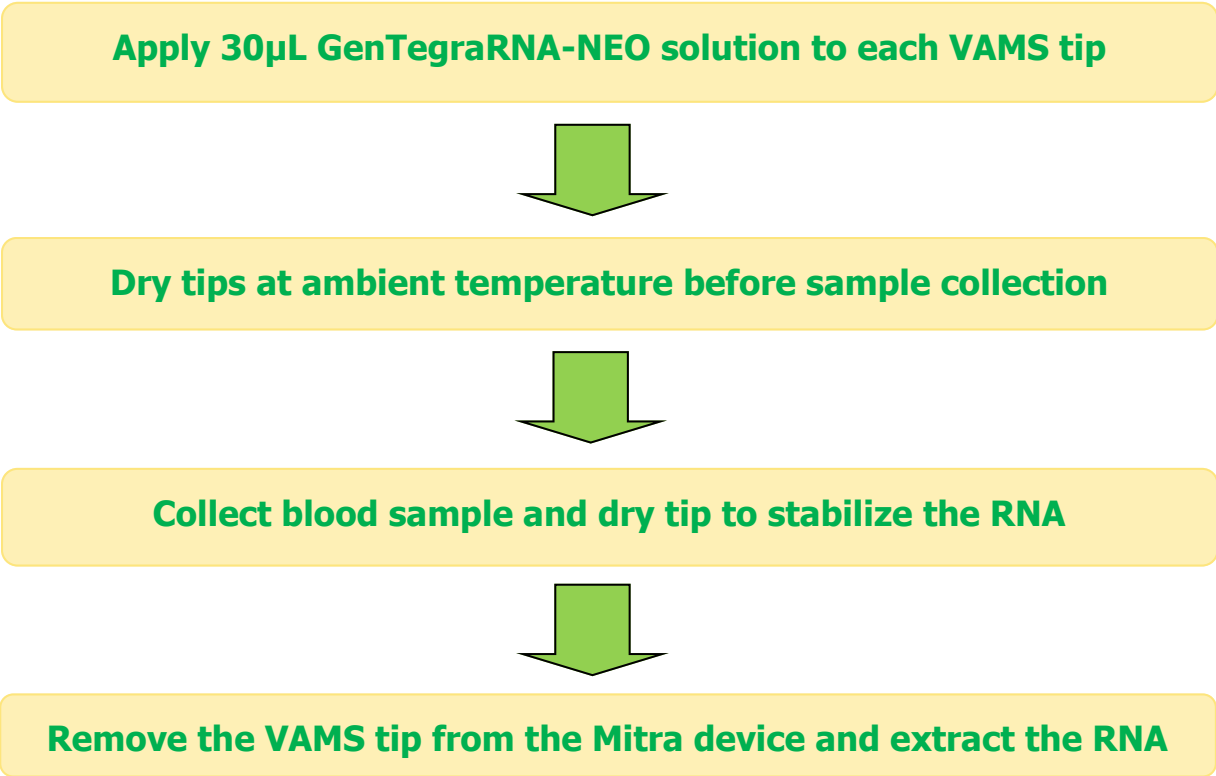 Apply 30µL GenTegraRNA-NEO solution to each VAMS tip
Dry tips at ambient temperature before sample collection
Collect blood sample and dry tip to stabilize the RNA
Remove the VAMS tip from the Mitra device and extract the RNA